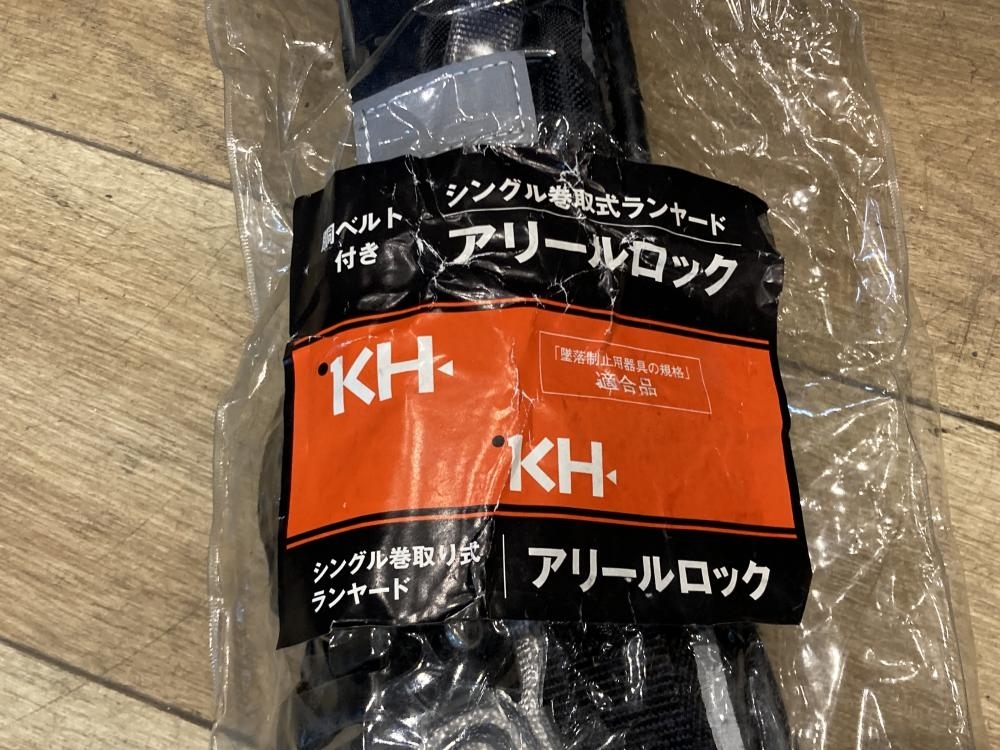 シングル巻取式ランヤード
胴ベルト
付き
アリールロック
KH
「墜落制止用器具の規格」
適合品
KH
シングル巻取り式
ランヤード
アリールロック